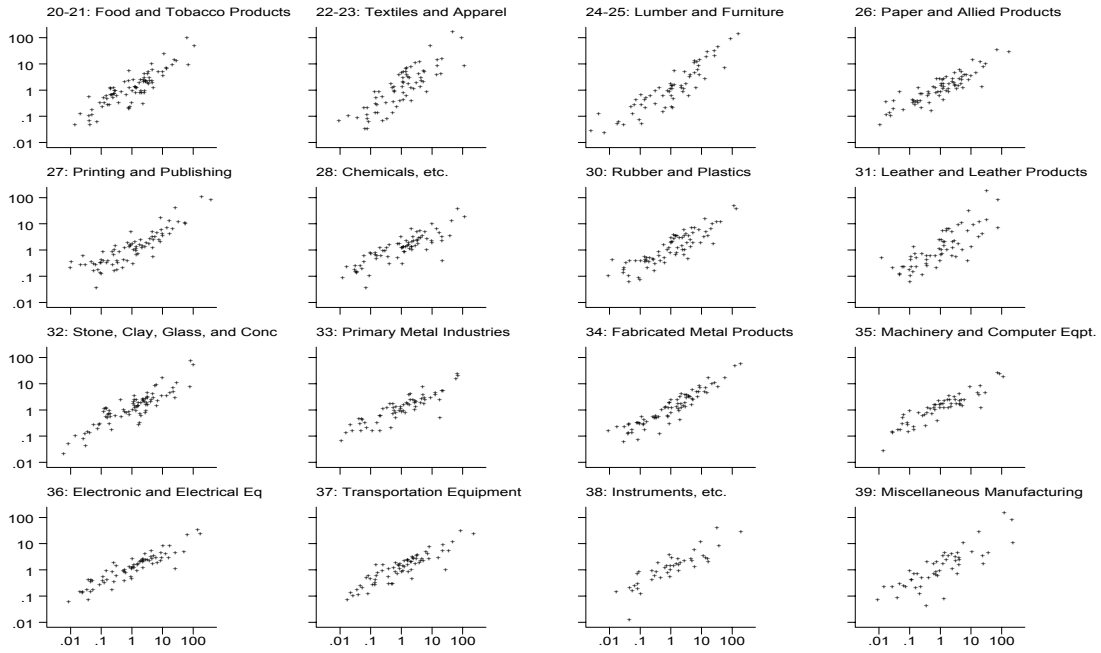 20-21: Food and Tobacco Products
22-23: Textiles and Apparel
24-25: Lumber and Furniture
26: Paper and Allied Products
100
10
1
.1
.01
27: Printing and Publishing
28: Chemicals, etc.
30: Rubber and Plastics
31: Leather and Leather Products
100
10
1
.1
.01
32: Stone, Clay, Glass, and Conc
33: Primary Metal Industries
34: Fabricated Metal Products
35: Machinery and Computer Eqpt.
100
10
1
.1
.01
36: Electronic and Electrical Eq
37: Transportation Equipment
38: Instruments, etc.
39: Miscellaneous Manufacturing
100
10
1
.1
.01
.01 .1 1 10 100
.01 .1 1 10 100
.01 .1 1 10 100
.01 .1 1 10 100